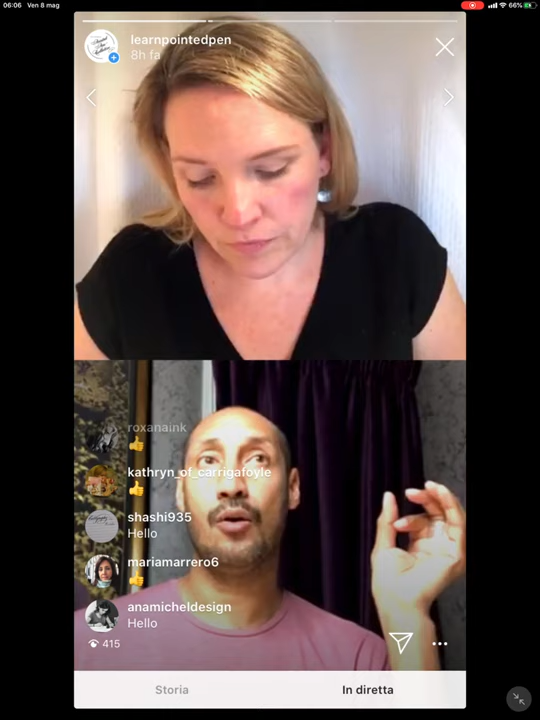 06:06 Ven 8 mag
66%
learnpointedpen
8h fa
roxanaink
kathryn_of_carrigafoyle
shashi935
Hello
mariamarrero6
anamicheldesign
Hello
415
Storia
In diretta